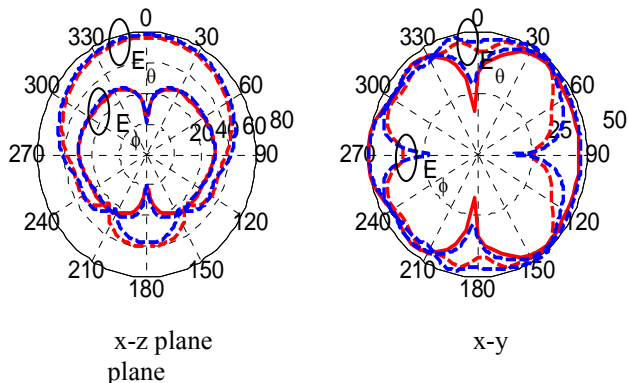 0 0
330 30 330 30
E E
θ θ
300 60 300 60
80 50
20 40 60 25
E
ϕ
270 90 270 90
E
ϕ
240 120 240 120
210 150 210 150
180 180
x-z plane x-y
plane